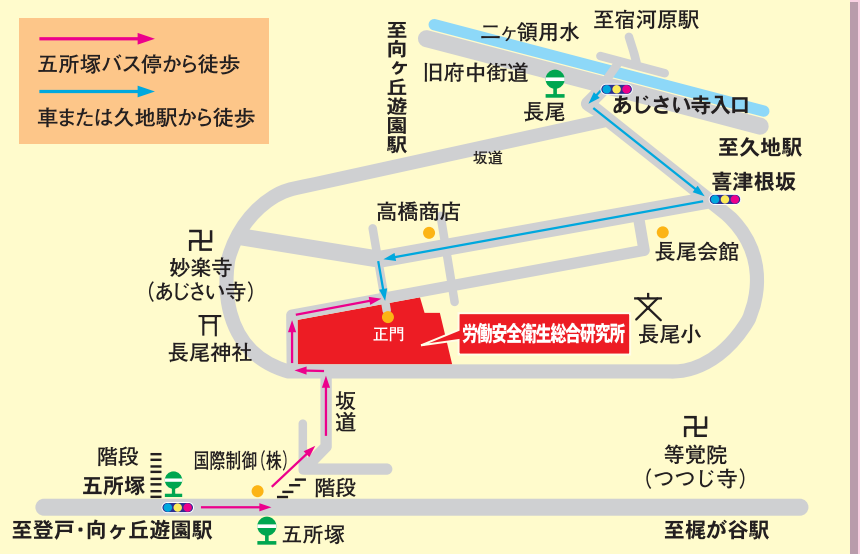 五所塚バス停から徒歩
車または久地駅から徒歩
至向ヶ丘遊園駅
二ヶ領用水
至宿河原駅
旧府中街道
長尾
あじさい寺入口
至久地駅
喜津根坂
坂道
高橋商店
長尾会館
妙楽寺
（あじさい寺）
長尾神社
正門
労働安全衛生総合研究所
長尾小
坂道
国際制御（株）
階段
五所塚
階段
等覚院
（つつじ寺）
至登戸・向ヶ丘遊園駅
五所塚
至梶が谷駅